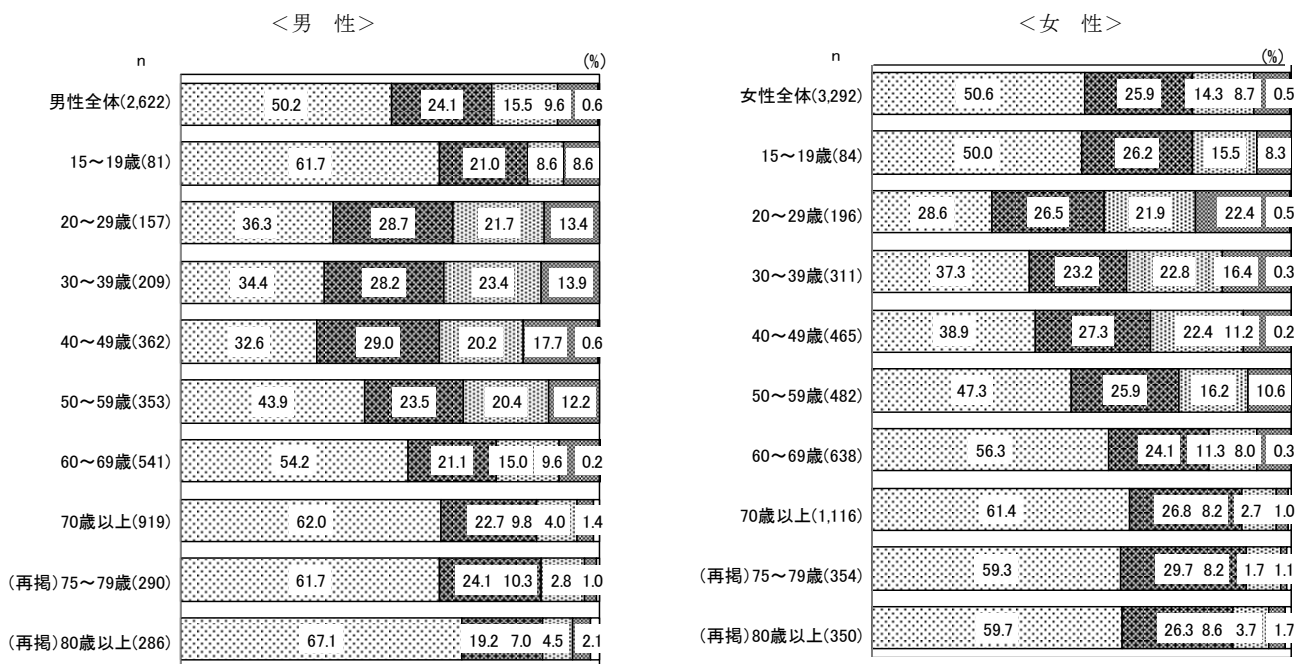 ＜男　性＞
n (%)
男性全体(2,622) 50.2 24.1 15.5 9.6 0.6
15～19歳(81) 61.7 21.0 8.6 8.6
20～29歳(157) 36.3 28.7 21.7 13.4
30～39歳(209) 34.4 28.2 23.4 13.9
40～49歳(362) 32.6 29.0 20.2 17.7 0.6
50～59歳(353) 43.9 23.5 20.4 12.2
60～69歳(541) 54.2 21.1 15.0 9.6 0.2
70歳以上(919) 62.0 22.7 9.8 4.0 1.4
(再掲)75～79歳(290) 61.7 24.1 10.3 2.8 1.0
(再掲)80歳以上(286) 67.1 19.2 7.0 4.5 2.1
＜女　性＞
n (%)
女性全体(3,292) 50.6 25.9 14.3 8.7 0.5
15～19歳(84) 50.0 26.2 15.5 8.3
20～29歳(196) 28.6 26.5 21.9 22.4 0.5
30～39歳(311) 37.3 23.2 22.8 16.4 0.3
40～49歳(465) 38.9 27.3 22.4 11.2 0.2
50～59歳(482) 47.3 25.9 16.2 10.6
60～69歳(638) 56.3 24.1 11.3 8.0 0.3
70歳以上(1,116) 61.4 26.8 8.2 2.7 1.0
(再掲)75～79歳(354) 59.3 29.7 8.2 1.7 1.1
(再掲)80歳以上(350) 59.7 26.3 8.6 3.7 1.7